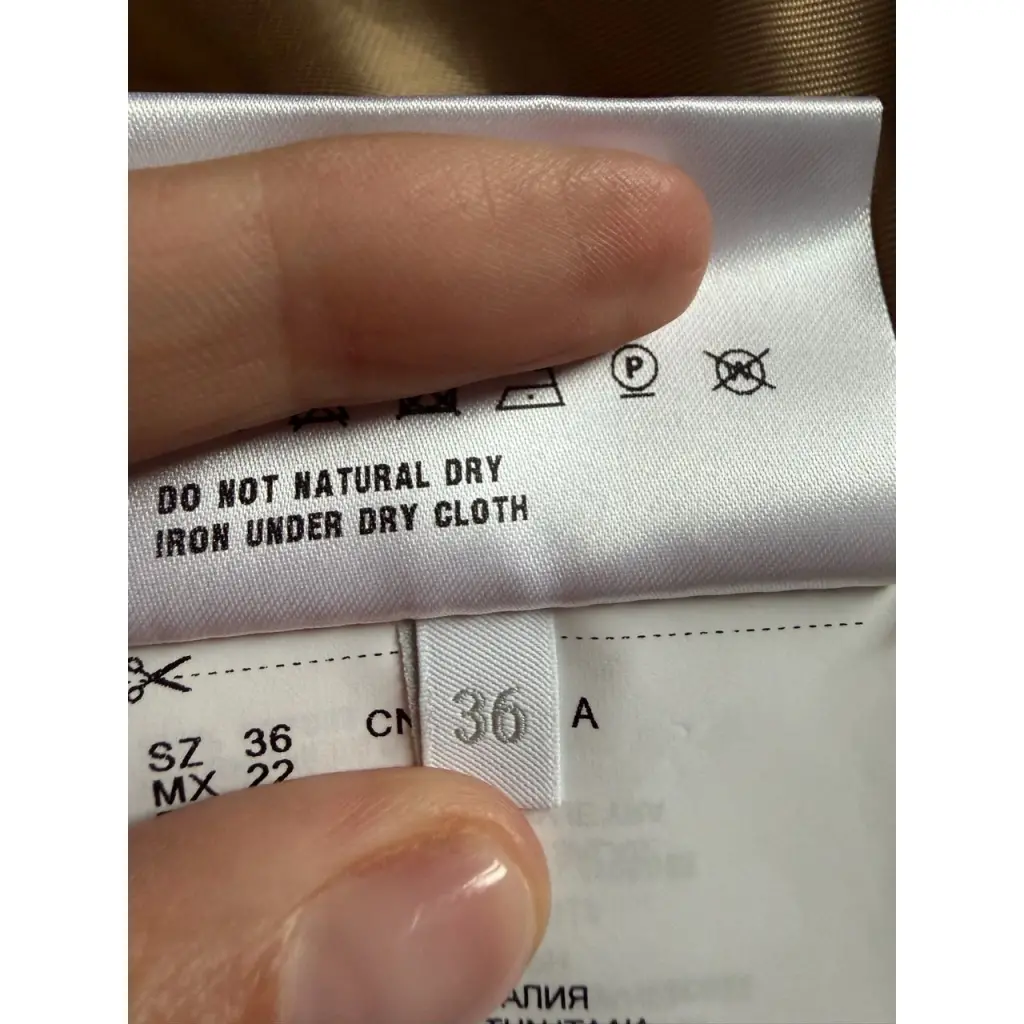 P W
DO NOT NATURAL DRY
IRON UNDER DRY CLOTH
36
SZ 36 CN A
MX 22